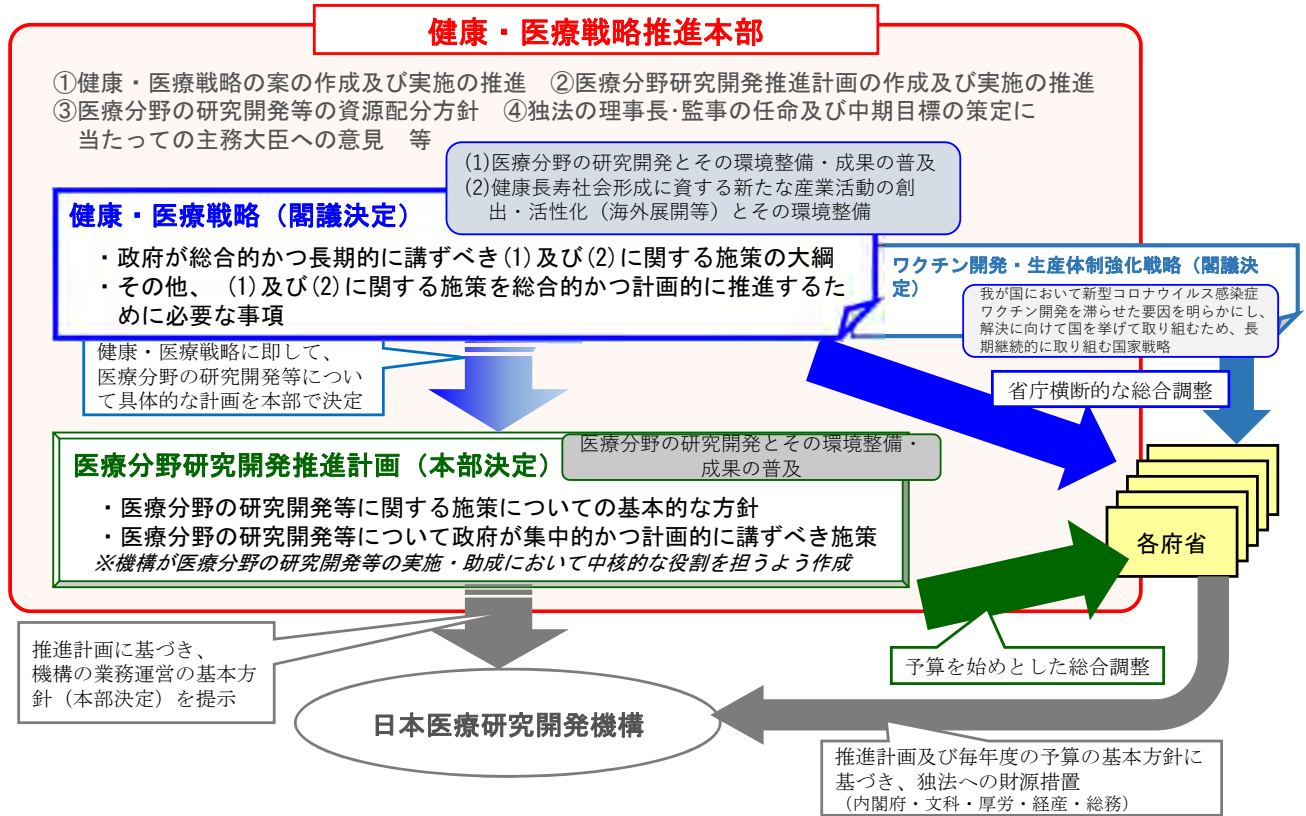 健康・医療戦略推進本部
①健康・医療戦略の案の作成及び実施の推進　②医療分野研究開発推進計画の作成及び実施の推進
③医療分野の研究開発等の資源配分方針　④独法の理事長･監事の任命及び中期目標の策定に
当たっての主務大臣への意見　等
(1)医療分野の研究開発とその環境整備・成果の普及
(2)健康長寿社会形成に資する新たな産業活動の創
出・活性化（海外展開等）とその環境整備
健康・医療戦略（閣議決定）
・政府が総合的かつ長期的に講ずべき(1)及び(2)に関する施策の大綱
・その他、 (1)及び(2)に関する施策を総合的かつ計画的に推進するた
めに必要な事項
ワクチン開発・生産体制強化戦略（閣議決
定）
我が国において新型コロナウイルス感染症
ワクチン開発を滞らせた要因を明らかにし、
解決に向けて国を挙げて取り組むため、長
期継続的に取り組む国家戦略
健康・医療戦略に即して、
医療分野の研究開発等につい
て具体的な計画を本部で決定
省庁横断的な総合調整
医療分野研究開発推進計画（本部決定）
医療分野の研究開発とその環境整備・
成果の普及
・医療分野の研究開発等に関する施策についての基本的な方針
・医療分野の研究開発等について政府が集中的かつ計画的に講ずべき施策
※機構が医療分野の研究開発等の実施・助成において中核的な役割を担うよう作成
各府省
推進計画に基づき、
機構の業務運営の基本方
針（本部決定）を提示
予算を始めとした総合調整
日本医療研究開発機構
推進計画及び毎年度の予算の基本方針に
基づき、独法への財源措置
（内閣府・文科・厚労・経産・総務）